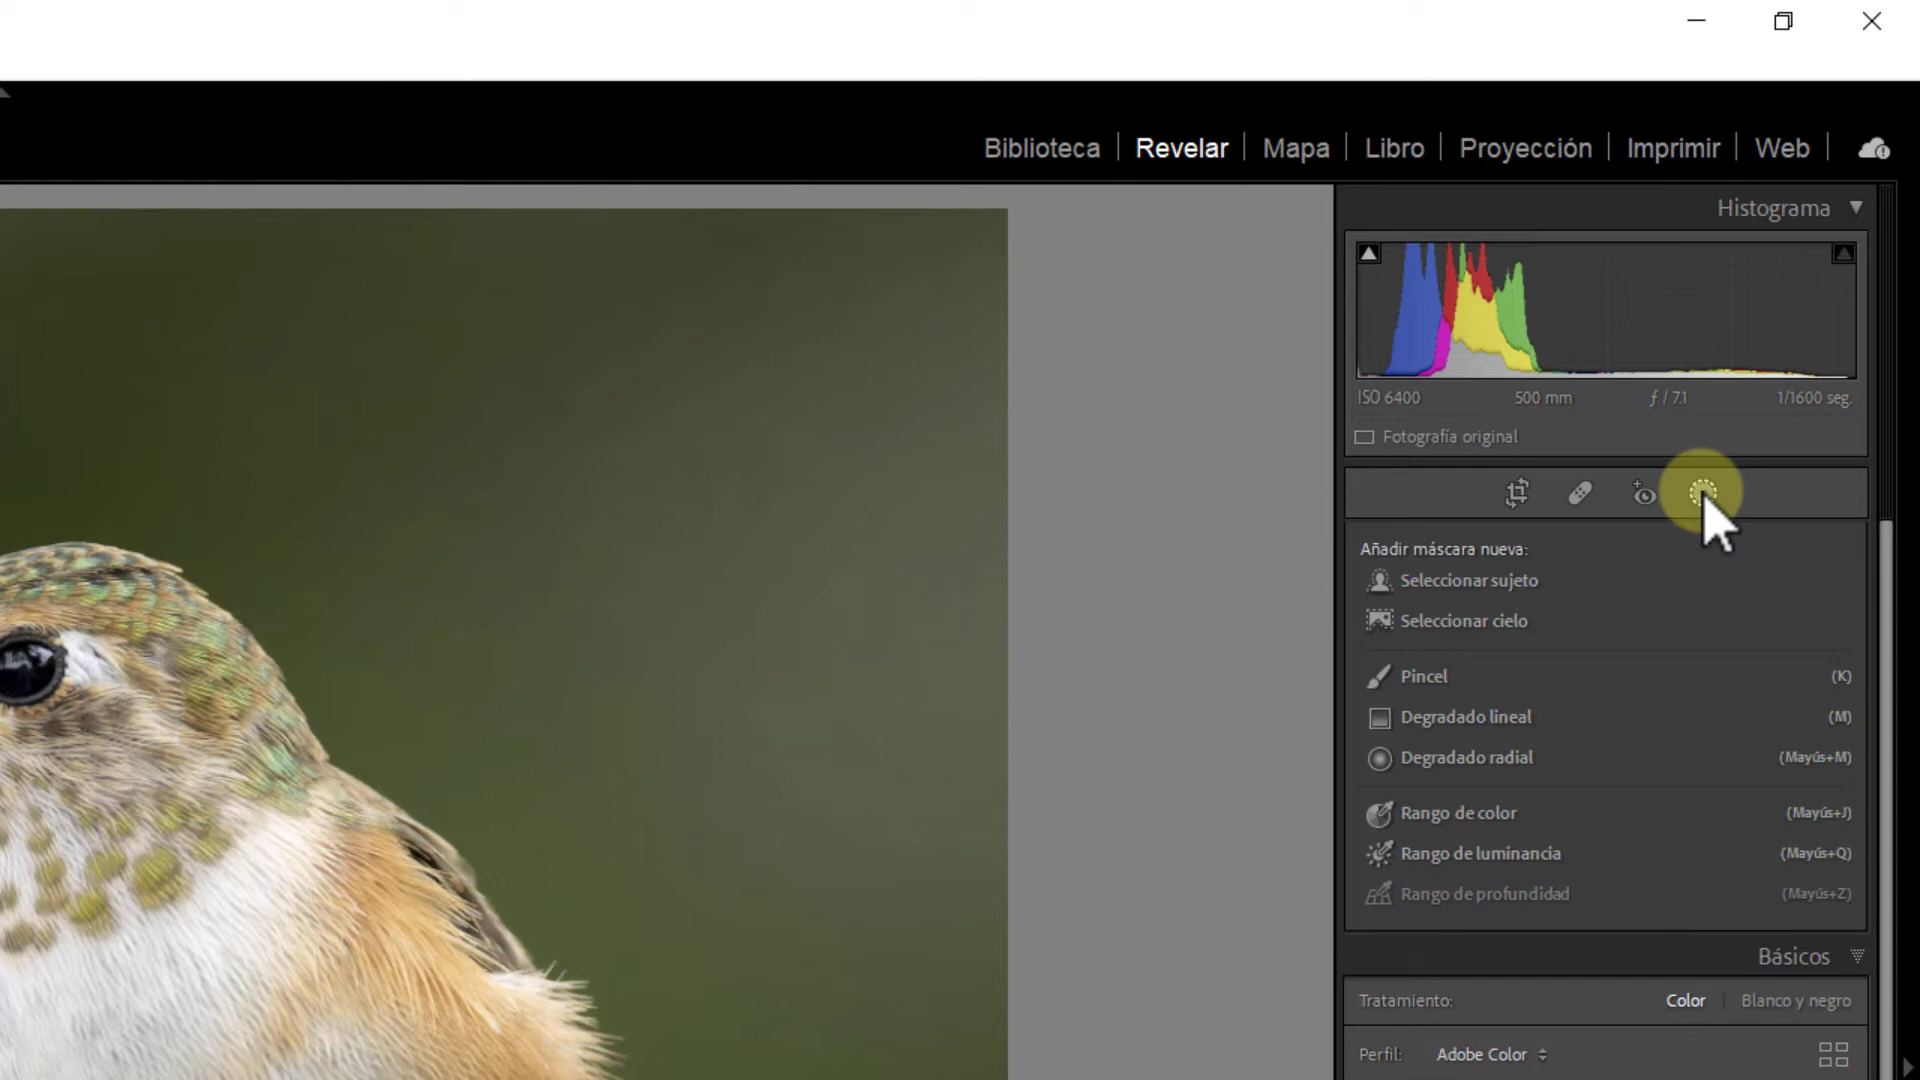 Biblioteca | Revelar | Mapa | Libro | Proyección | Imprimir | Web |
Histograma
ISO 6400 500 mm ƒ / 7.1 1/1600 seg.
Fotografía original
Añadir máscara nueva:
Seleccionar sujeto
Seleccionar cielo
Pincel (K)
Degradado lineal (M)
Degradado radial (Mayús+M)
Rango de color (Mayús+J)
Rango de luminancia (Mayús+Q)
Rango de profundidad (Mayús+Z)
Básicos
Tratamiento: Color | Blanco y negro
Perfil: Adobe Color